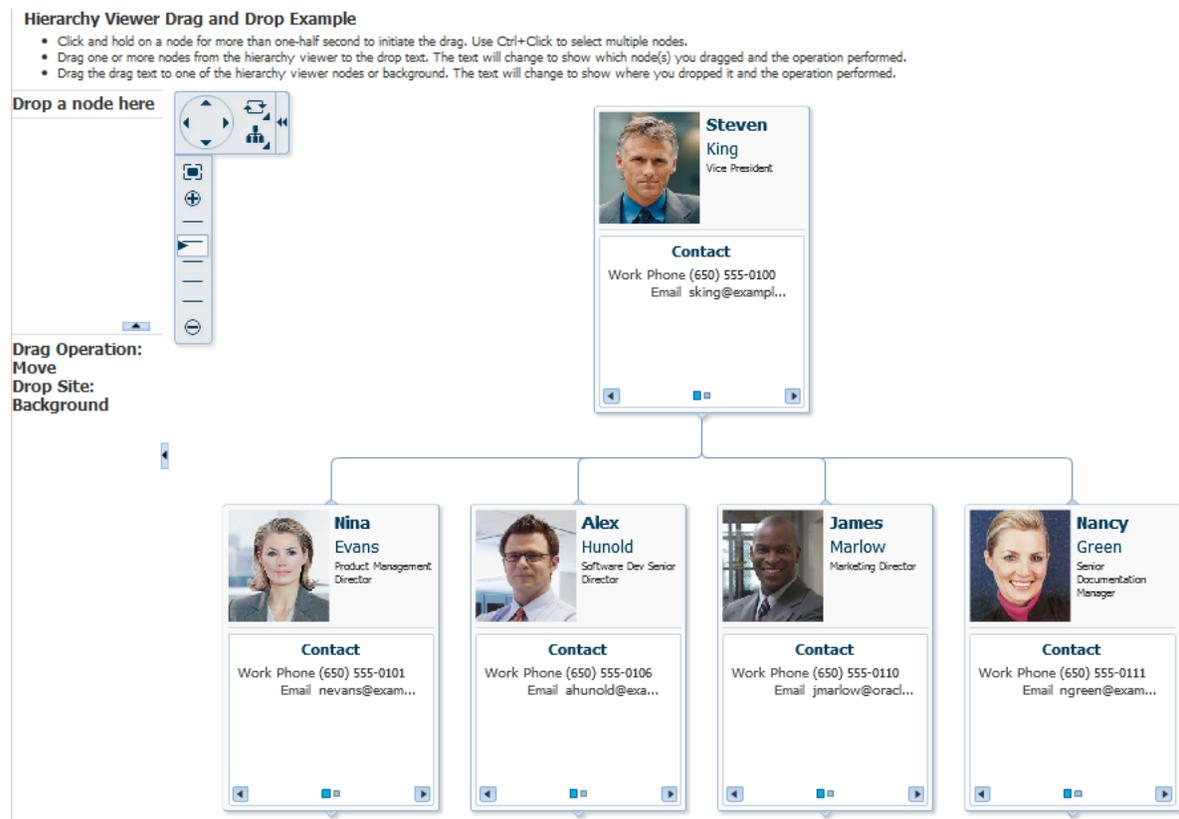 Hierarchy Viewer Drag and Drop Example
• Click and hold on a node for more than one-half second to initiate the drag. Use Ctrl+Click to select multiple nodes.
• Drag one or more nodes from the hierarchy viewer to the drop text. The text will change to show which node(s) you dragged and the operation performed.
• Drag the drag text to one of the hierarchy viewer nodes or background. The text will change to show where you dropped it and the operation performed.
Drop a node here
Drag Operation:
Move
Drop Site:
Background
Steven
King
Vice President
Contact
Work Phone (650) 555-0100
Email sking@exampl...
Nina
Evans
Product Management
Director
Contact
Work Phone (650) 555-0101
Email nevans@exam...
Alex
Hunold
Software Dev Senior
Director
Contact
Work Phone (650) 555-0106
Email ahunold@exa...
James
Marlow
Marketing Director
Contact
Work Phone (650) 555-0110
Email jmarlow@oracl...
Nancy
Green
Senior
Documentation
Manager
Contact
Work Phone (650) 555-0111
Email ngreen@exam...